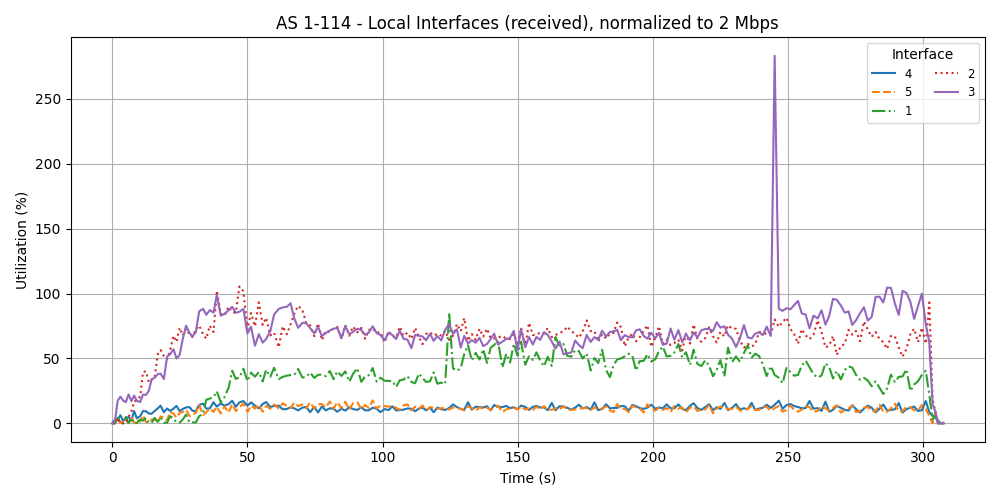 AS 1-114 - Local Interfaces (received), normalized to 2 Mbps
Interface
4
5
1
2
3
Utilization (%)
250
200
150
100
50
0
0 50 100 150 200 250 300
Time (s)